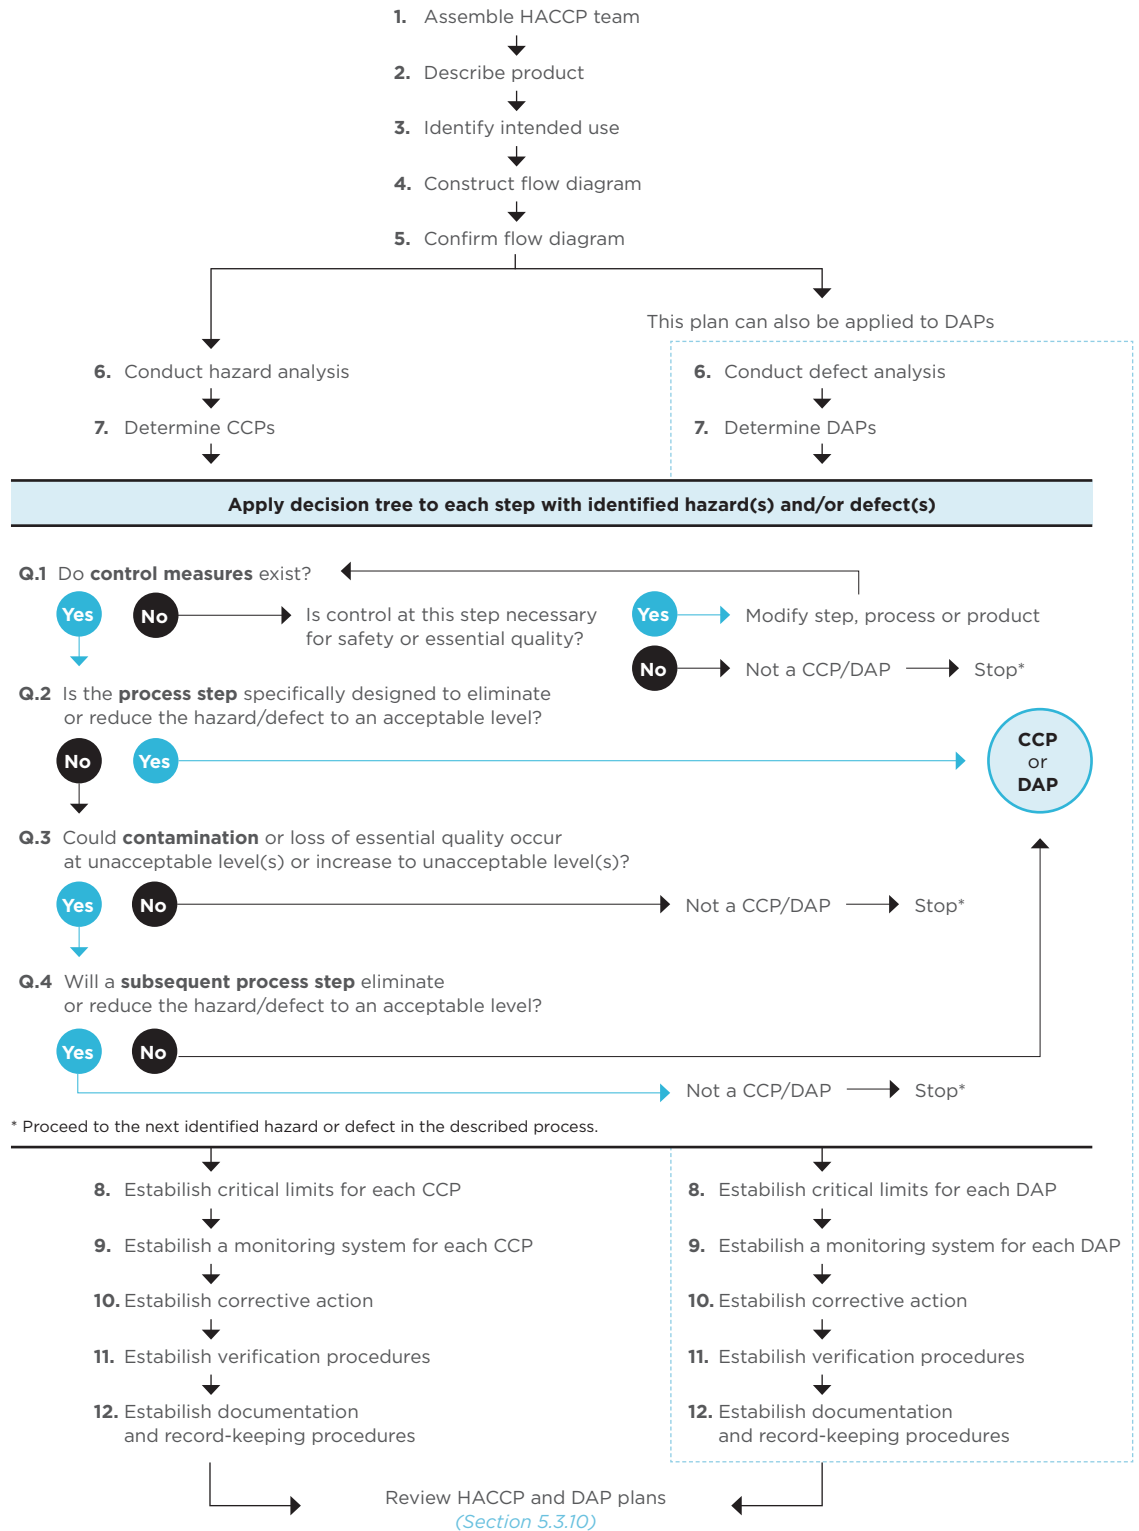 1. Assemble HACCP team
2. Describe product
3. Identify intended use
4. Construct flow diagram
5. Confirm flow diagram
This plan can also be applied to DAPs
6. Conduct hazard analysis
7. Determine CCPs
6. Conduct defect analysis
7. Determine DAPs
Apply decision tree to each step with identified hazard(s) and/or defect(s)
Q.1 Do control measures exist?
Yes
No
Is control at this step necessary
for safety or essential quality?
Yes
Modify step, process or product
No
Not a CCP/DAP
Stop*
Q.2 Is the process step specifically designed to eliminate
or reduce the hazard/defect to an acceptable level?
No
Yes
CCP
or
DAP
Q.3 Could contamination or loss of essential quality occur
at unacceptable level(s) or increase to unacceptable level(s)?
Yes
No
Not a CCP/DAP
Stop*
Q.4 Will a subsequent process step eliminate
or reduce the hazard/defect to an acceptable level?
Yes
No
Not a CCP/DAP
Stop*
* Proceed to the next identified hazard or defect in the described process.
8. Estabilish critical limits for each CCP
9. Estabilish a monitoring system for each CCP
10. Estabilish corrective action
11. Estabilish verification procedures
12. Estabilish documentation
and record-keeping procedures
8. Estabilish critical limits for each DAP
9. Estabilish a monitoring system for each DAP
10. Estabilish corrective action
11. Estabilish verification procedures
12. Estabilish documentation
and record-keeping procedures
Review HACCP and DAP plans
(Section 5.3.10)